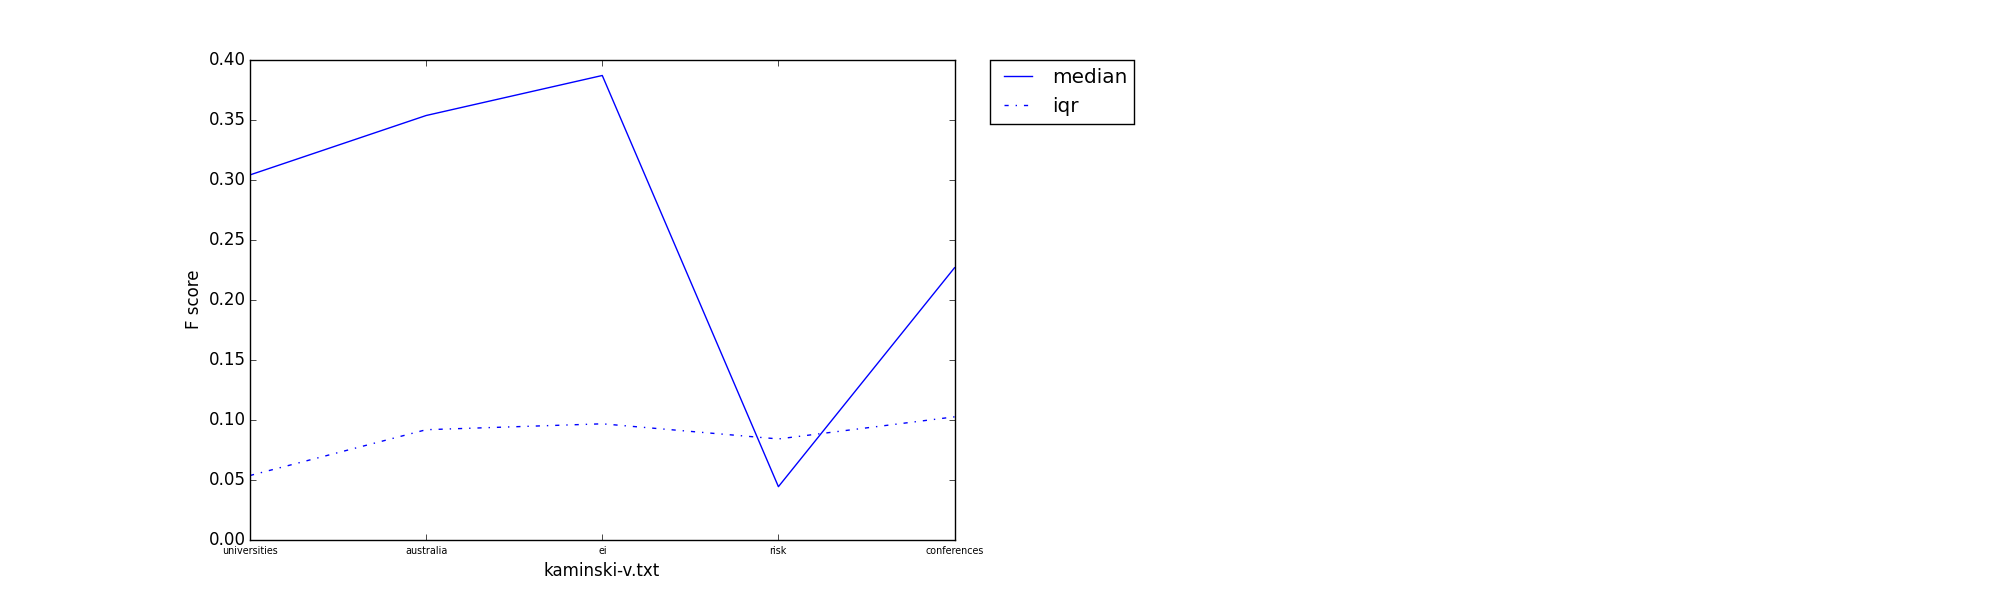 0.40
0.35
0.30
0.25
0.20
0.15
0.10
0.05
0.00
F score
universities australia ei risk conferences
kaminski-v.txt
median
iqr